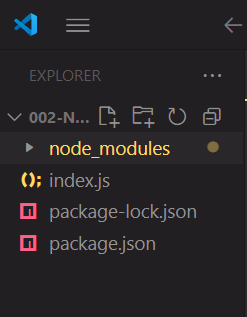 EXPLORER
002-N...
node_modules
index.js
package-lock.json
package.json